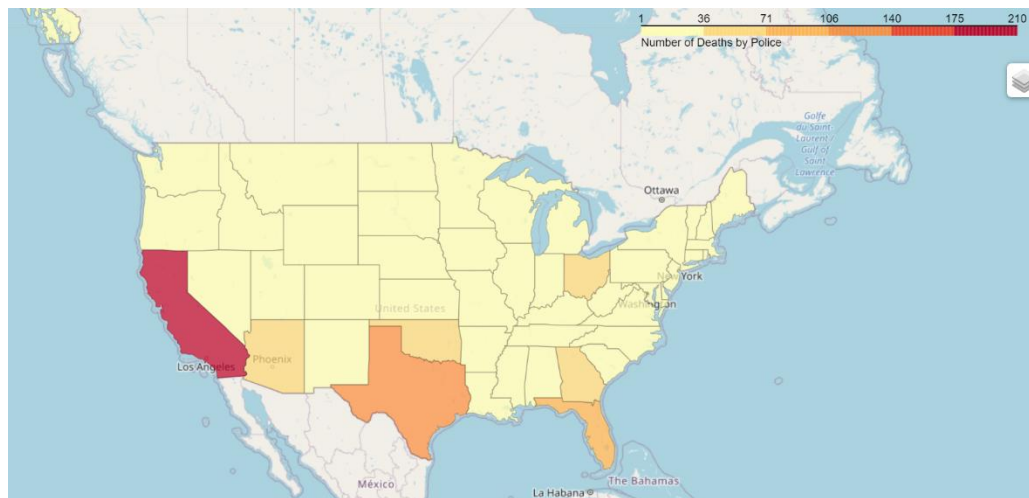 1 36 71 106 140 175 210
Number of Deaths by Police
Golfe
du Saint-
Laurent /
Gulf of
Saint
Lawrence
Ottawa
New York
Washington
United States
Phoenix
Los Angeles
México
La Habana
The Bahamas